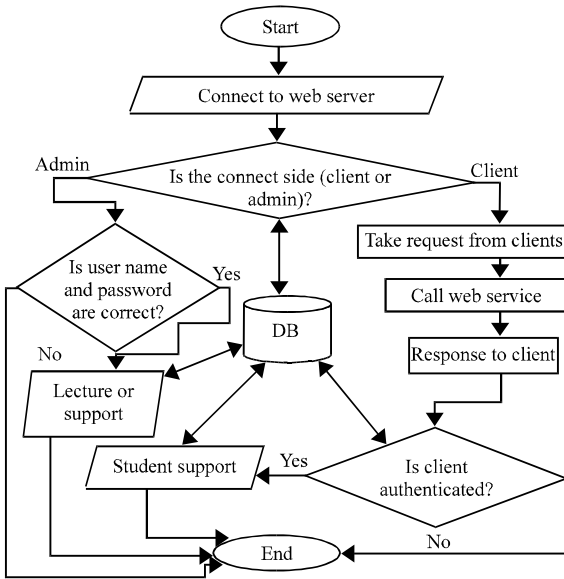 Start
Connect to web server
Admin
Is the connect side (client or
admin)?
Client
Take request from clients
Is user name
and password
are correct?
Yes
Call web service
DB
No
Response to client
Lecture or
support
Student support
Yes
Is client
authenticated?
End
No